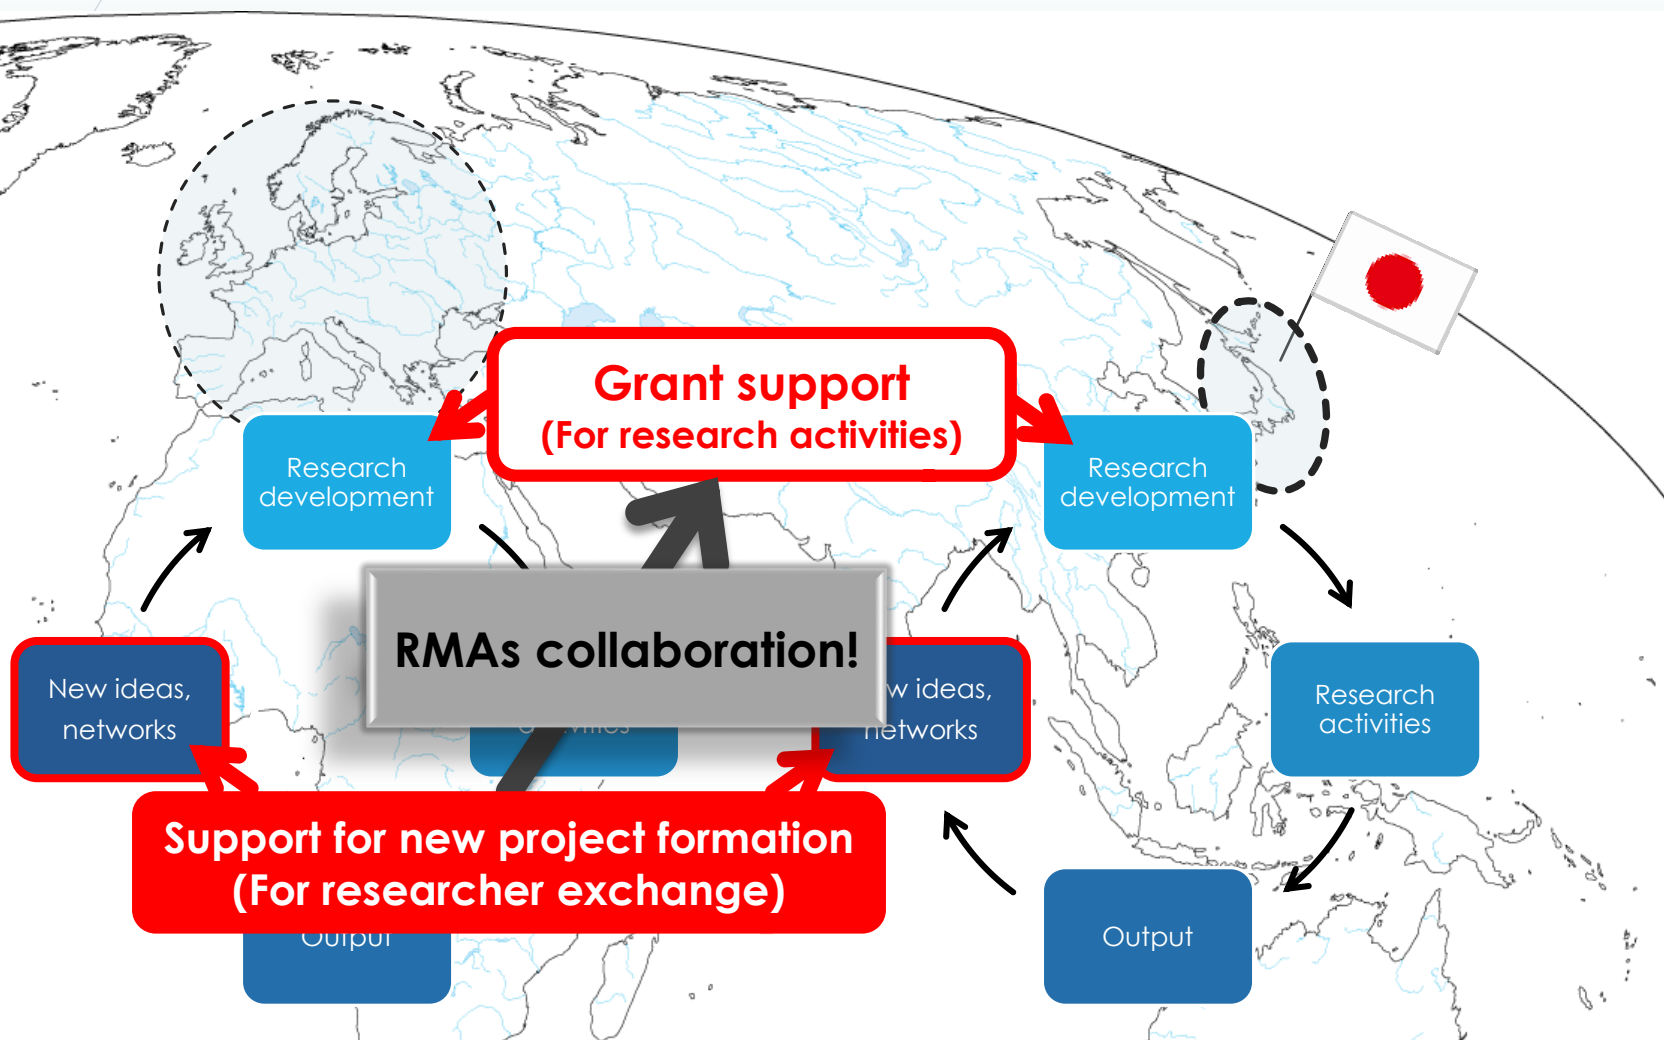 Grant support
(For research activities)
Research
development
Research
development
RMAs collaboration!
New ideas,
networks
ideas,
networks
Research
activities
Support for new project formation
(For researcher exchange)
Output
Output